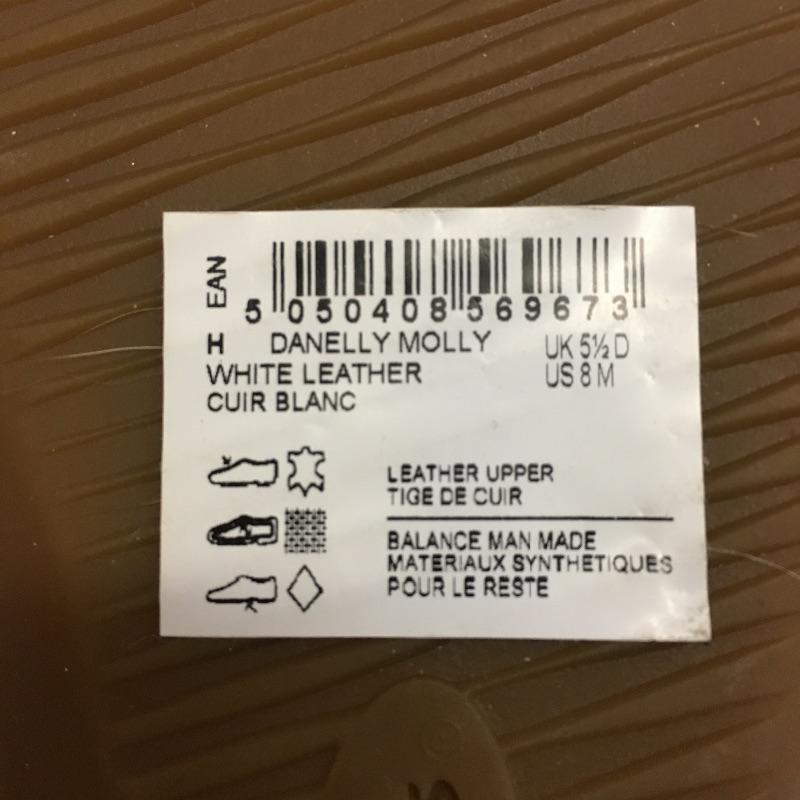 EAN
5 050408 569673
H DANELLY MOLLY UK 5½ D
WHITE LEATHER US 8 M
CUIR BLANC
LEATHER UPPER
TIGE DE CUIR
BALANCE MAN MADE
MATERIAUX SYNTHETIQUES
POUR LE RESTE